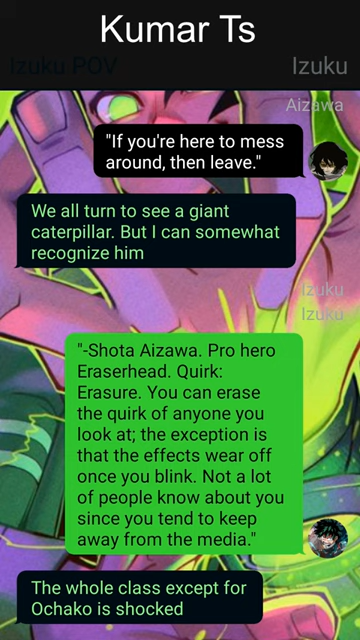 Kumar Ts
Izuku POV
Izuku
Aizawa
"If you're here to mess
around, then leave."
We all turn to see a giant
caterpillar. But I can somewhat
recognize him
Izuku
Izuku
"-Shota Aizawa. Pro hero
Eraserhead. Quirk:
Erasure. You can erase
the quirk of anyone you
look at; the exception is
that the effects wear off
once you blink. Not a lot
of people know about you
since you tend to keep
away from the media."
The whole class except for
Ochako is shocked